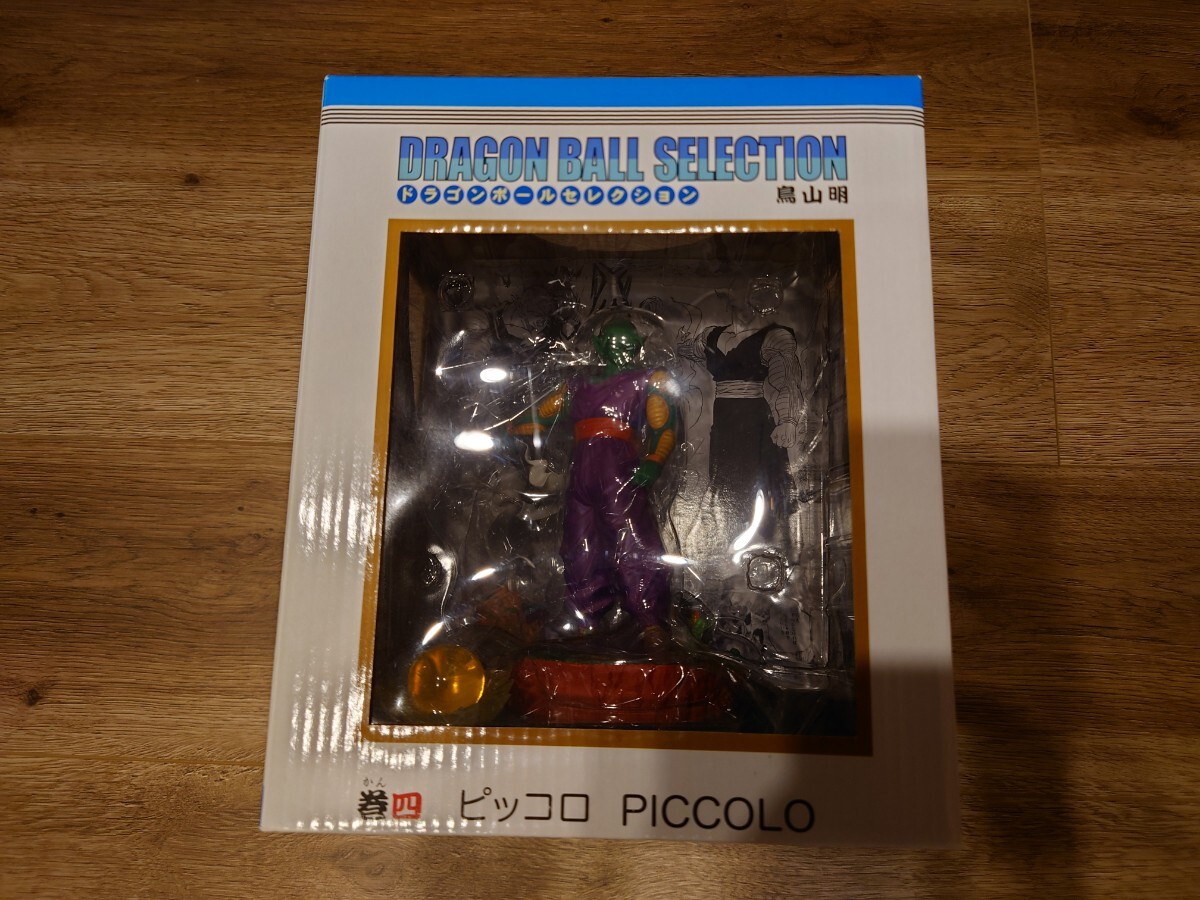 DRAGON BALL SELECTION
ドラゴンボールセレクション 鳥山明
かん
巻四 ピッコロ PICCOLO